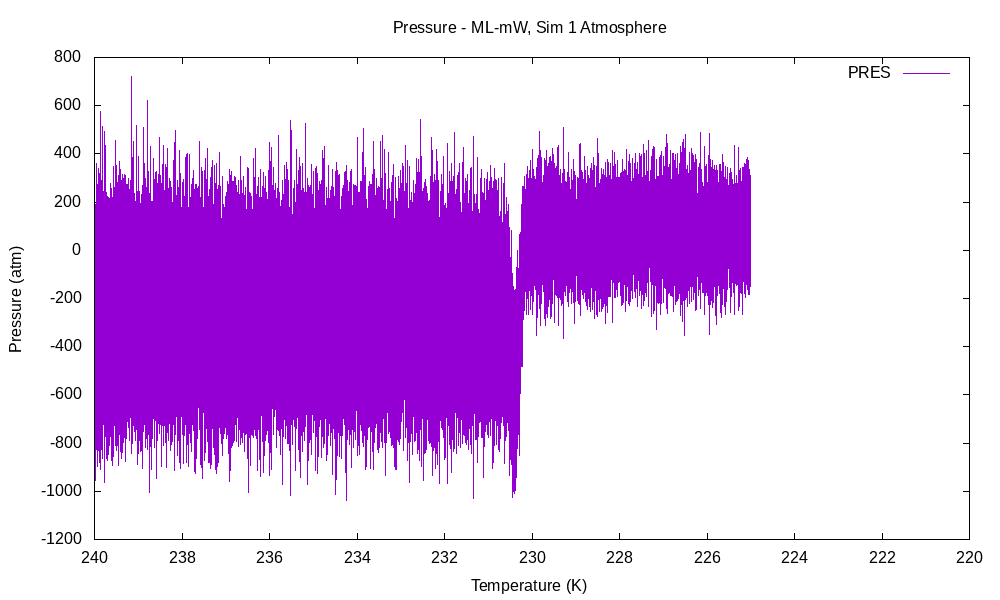 Pressure - ML-mW, Sim 1 Atmosphere
PRES
800
600
400
200
0
-200
-400
-600
-800
-1000
-1200
Pressure (atm)
240 238 236 234 232 230 228 226 224 222 220
Temperature (K)